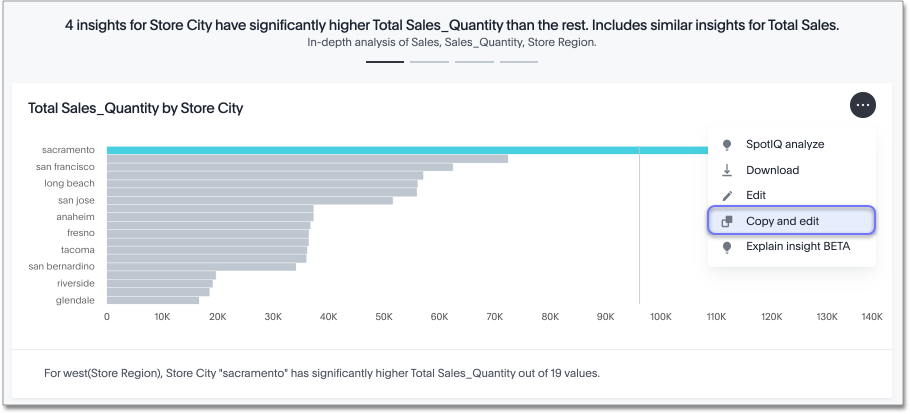 4 insights for Store City have significantly higher Total Sales_Quantity than the rest. Includes similar insights for Total Sales.
In-depth analysis of Sales, Sales_Quantity, Store Region.
Total Sales_Quantity by Store City
SpotIQ analyze
Download
Edit
Copy and edit
Explain insight BETA
sacramento
san francisco
long beach
san jose
anaheim
fresno
tacoma
san bernardino
riverside
glendale
0 10K 20K 30K 40K 50K 60K 70K 80K 90K 100K 110K 120K 130K 140K
For west(Store Region), Store City "sacramento" has significantly higher Total Sales_Quantity out of 19 values.